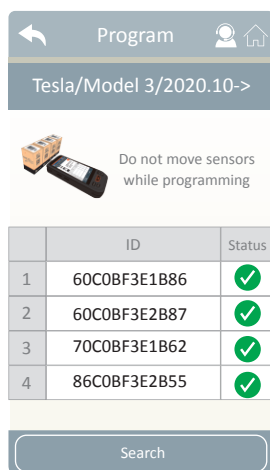 Program
Tesla/Model 3/2020.10->
Do not move sensors
while programming
ID Status
1 60C0BF3E1B86
2 60C0BF3E2B87
3 70C0BF3E1B62
4 86C0BF3E2B55
Search